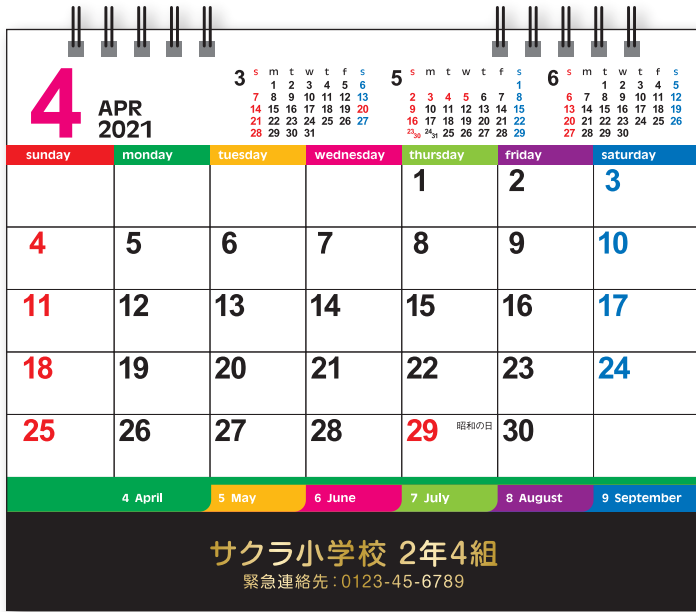 4 APR 2021
3
s m t w t f s
1 2 3 4 5 6
7 8 9 10 11 12 13
14 15 16 17 18 19 20
21 22 23 24 25 26 27
28 29 30 31
5
s m t w t f s
1
2 3 4 5 6 7 8
9 10 11 12 13 14 15
16 17 18 19 20 21 22
23/30 24/31 25 26 27 28 29
6
s m t w t f s
1 2 3 4 5
6 7 8 9 10 11 12
13 14 15 16 17 18 19
20 21 22 23 24 25 26
27 28 29 30
sunday monday tuesday wednesday thursday friday saturday
1 2 3
4 5 6 7 8 9 10
11 12 13 14 15 16 17
18 19 20 21 22 23 24
25 26 27 28 29 昭和の日 30
4 April 5 May 6 June 7 July 8 August 9 September
サクラ小学校 2年4組
緊急連絡先:0123-45-6789